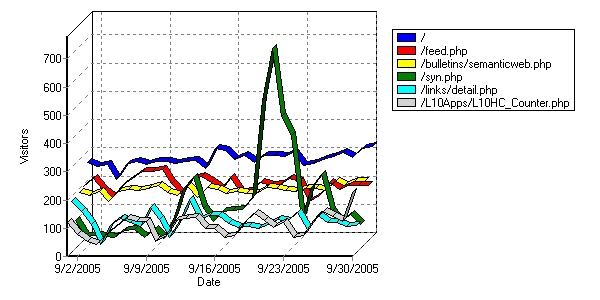 700
600
500
400
300
200
100
0
Visitors
9/2/2005 9/9/2005 9/16/2005 9/23/2005 9/30/2005
Date
/
/feed.php
/bulletins/semanticweb.php
/syn.php
/links/detail.php
/L10Apps/L10HC_Counter.php